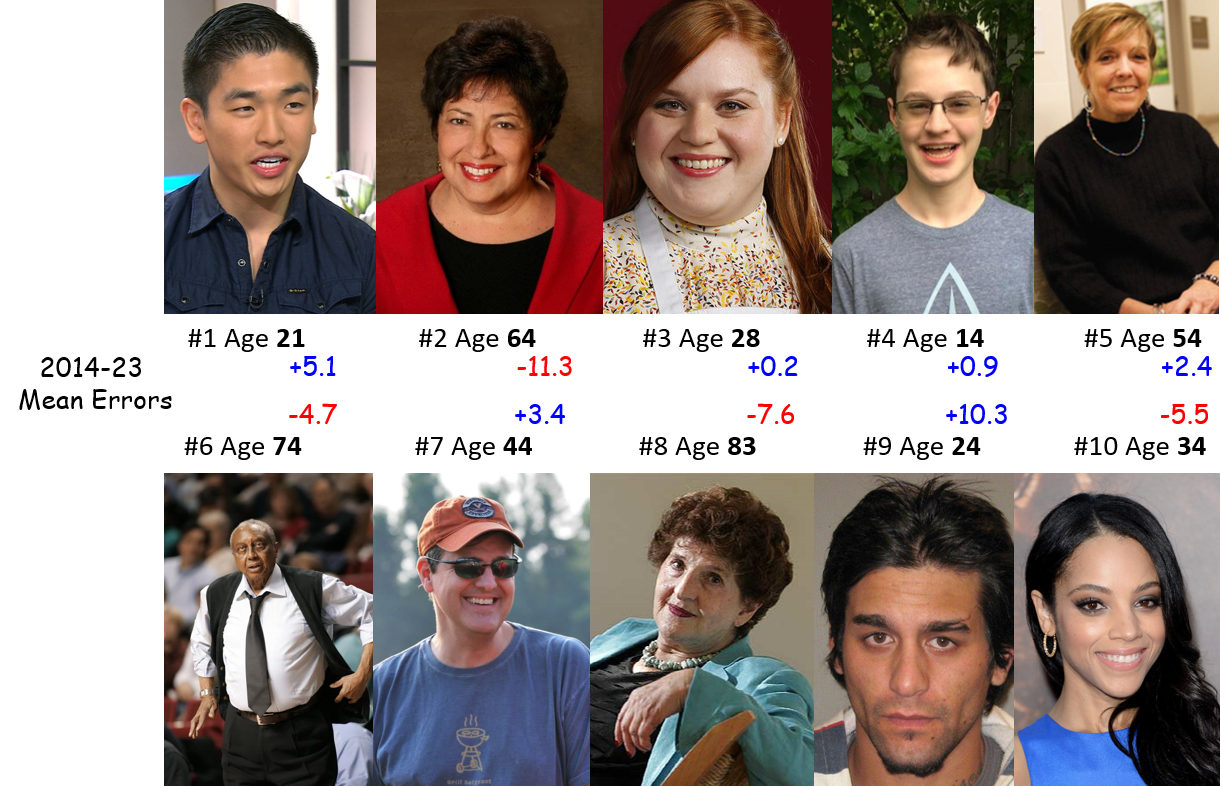 #1 Age 21 #2 Age 64 #3 Age 28 #4 Age 14 #5 Age 54
2014-23 +5.1 -11.3 +0.2 +0.9 +2.4
Mean Errors
-4.7 +3.4 -7.6 +10.3 -5.5
#6 Age 74 #7 Age 44 #8 Age 83 #9 Age 24 #10 Age 34